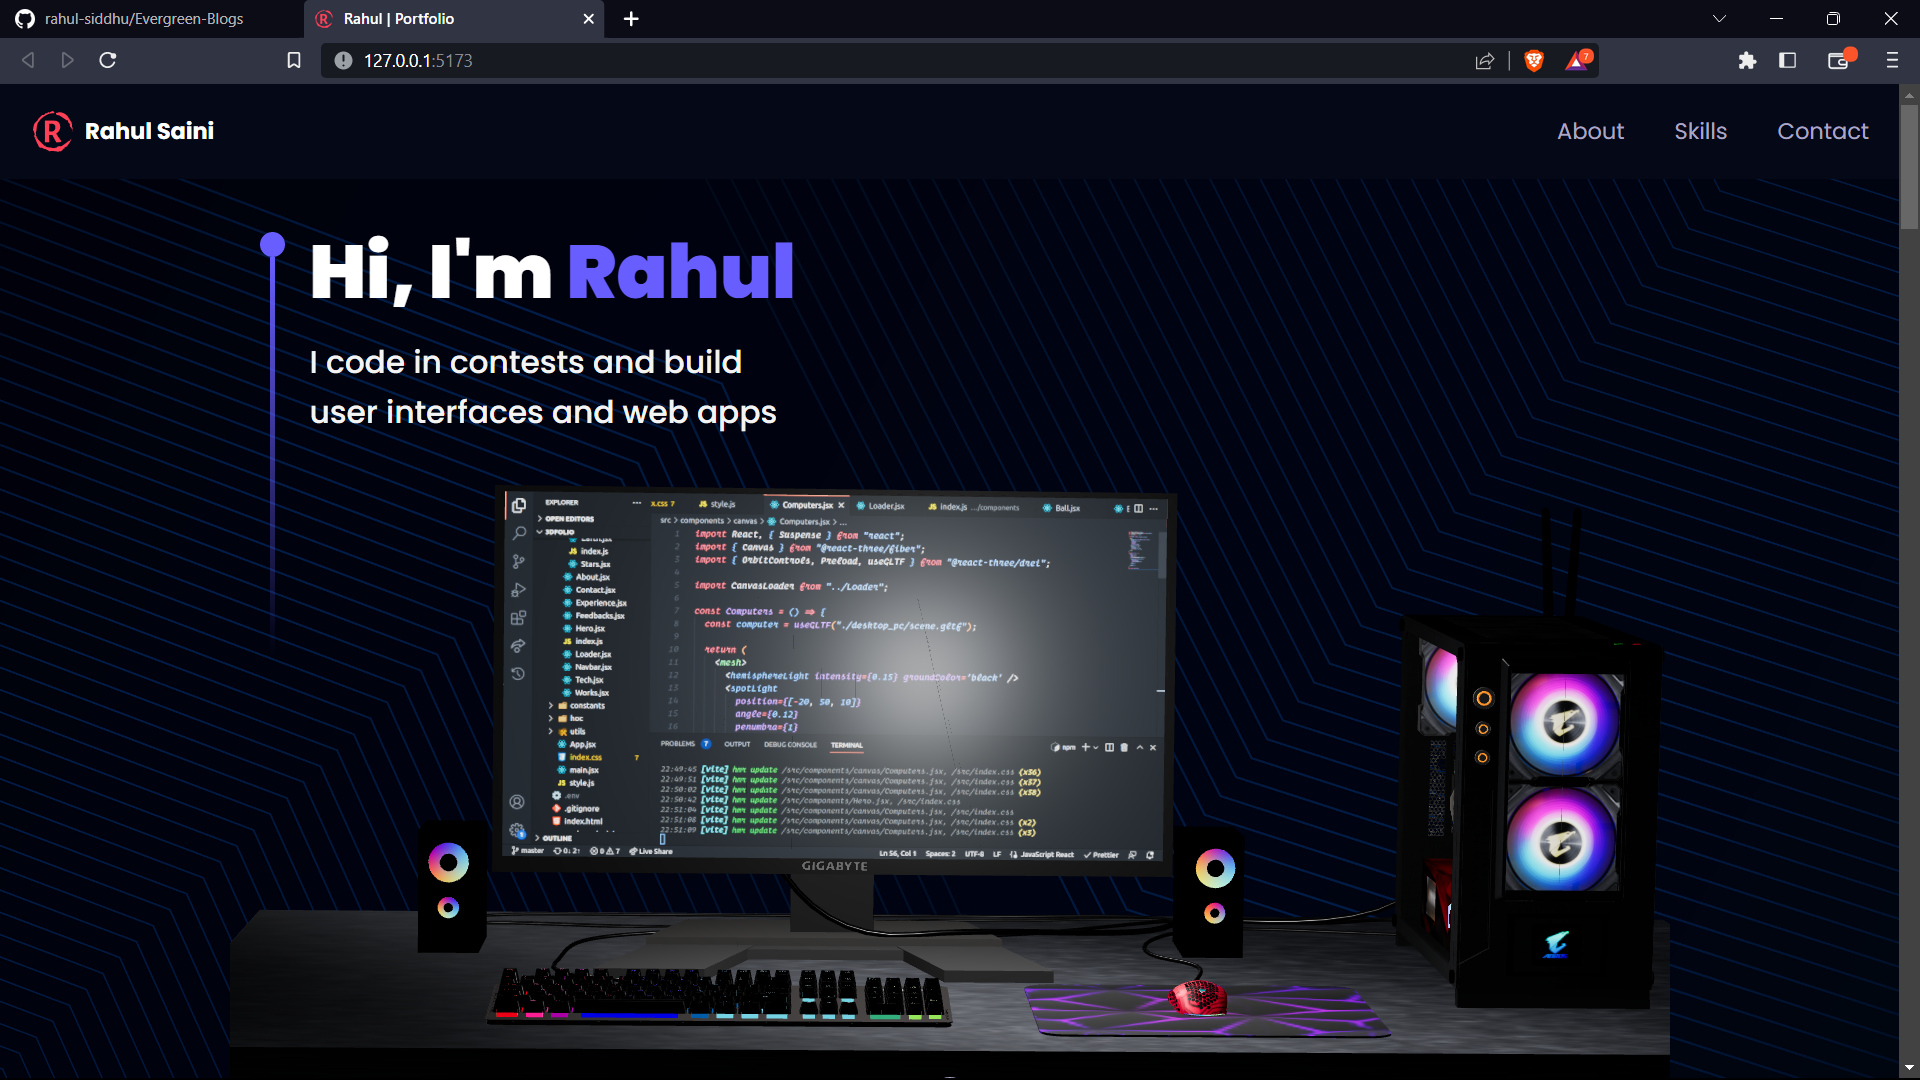 rahul-siddhu/Evergreen-Blogs
Rahul | Portfolio
127.0.0.1:5173
7
R
Rahul Saini
About
Skills
Contact
Hi, I'm Rahul
I code in contests and build
user interfaces and web apps
EXPLORER
OPEN EDITORS
3DFOLIO
index.js
Stars.jsx
About.jsx
Contact.jsx
Experience.jsx
Feedbacks.jsx
Hero.jsx
index.js
Loader.jsx
Navbar.jsx
Tech.jsx
Works.jsx
constants
hoc
utils
App.jsx
index.css 7
main.jsx
style.js
.env
.gitignore
index.html
OUTLINE
x.css 7
style.js
Computers.jsx
Loader.jsx
index.js .../components
Ball.jsx
src > components > canvas > Computers.jsx > ...
1 import React, { Suspense } from "react";
2 import { Canvas } from "@react-three/fiber";
3 import { OrbitControls, Preload, useGLTF } from "@react-three/drei";
4
5 import CanvasLoader from "../Loader";
6
7 const Computers = () => {
8 const computer = useGLTF("./desktop_pc/scene.gltf");
9
10 return (
11 <mesh>
12 <hemisphereLight intensity={0.15} groundColor='black' />
13 <spotLight
14 position={[-20, 50, 10]}
15 angle={0.12}
16 penumbra={1}
PROBLEMS 7 OUTPUT DEBUG CONSOLE TERMINAL
npm
22:49:45 [vite] hmr update /src/components/canvas/Computers.jsx, /src/index.css (x36)
22:49:51 [vite] hmr update /src/components/canvas/Computers.jsx, /src/index.css (x37)
22:50:02 [vite] hmr update /src/components/canvas/Computers.jsx, /src/index.css (x38)
22:50:42 [vite] hmr update /src/components/Hero.jsx, /src/index.css
22:51:04 [vite] hmr update /src/components/canvas/Computers.jsx, /src/index.css
22:51:08 [vite] hmr update /src/components/canvas/Computers.jsx, /src/index.css (x2)
22:51:09 [vite] hmr update /src/components/canvas/Computers.jsx, /src/index.css (x3)
master 0↓ 2↑ 0 7 Live Share
Ln 56, Col 1 Spaces: 2 UTF-8 LF JavaScript React Prettier
GIGABYTE